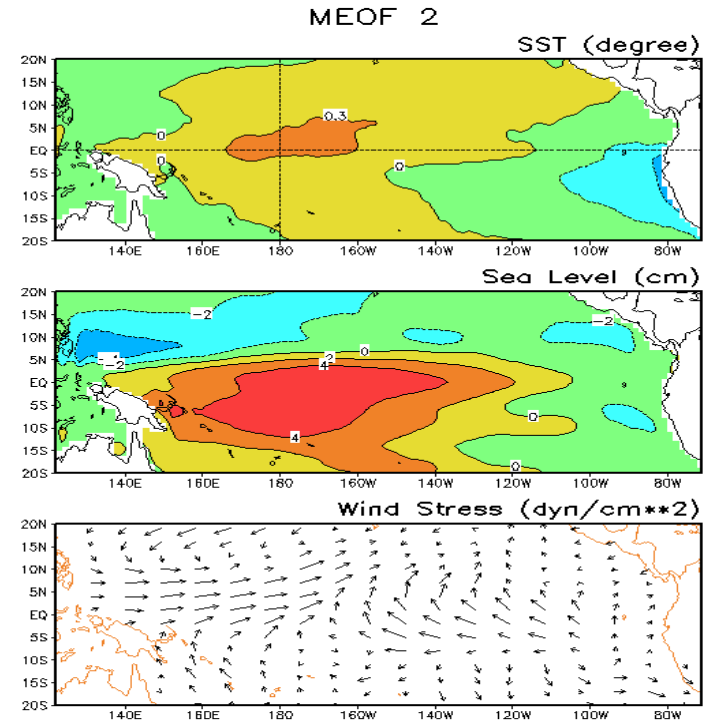 MEOF 2
SST (degree)
20N
15N
10N
5N
EQ
5S
10S
15S
20S
0.3
0
0
0
140E
160E
180
160W
140W
120W
100W
80W
Sea Level (cm)
20N
15N
10N
5N
EQ
5S
10S
15S
20S
-2
-2
0
-2
2
4
0
4
0
140E
160E
180
160W
140W
120W
100W
80W
Wind Stress (dyn/cm**2)
20N
15N
10N
5N
EQ
5S
10S
15S
20S
140E
160E
180
160W
140W
120W
100W
80W